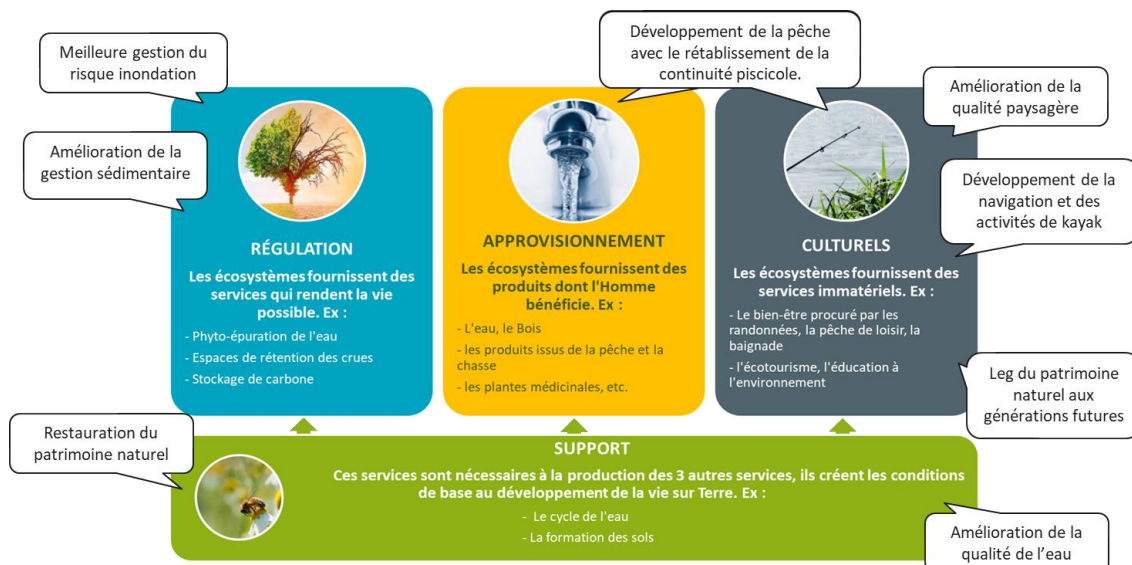 Meilleure gestion du
risque inondation
Amélioration de la
gestion sédimentaire
Développement de la pêche
avec le rétablissement de la
continuité piscicole.
Amélioration de la
qualité paysagère
Développement de la
navigation et des
activités de kayak
RÉGULATION
Les écosystèmes fournissent des
services qui rendent la vie
possible. Ex :
- Phyto-épuration de l'eau
- Espaces de rétention des crues
- Stockage de carbone
APPROVISIONNEMENT
Les écosystèmes fournissent des
produits dont l'Homme
bénéficie. Ex :
- L'eau, le Bois
- les produits issus de la pêche et la
chasse
- les plantes médicinales, etc.
CULTURELS
Les écosystèmes fournissent des
services immatériels. Ex :
- Le bien-être procuré par les
randonnées, la pêche de loisir, la
baignade
- l'écotourisme, l'éducation à
l'environnement
Leg du patrimoine
naturel aux
générations futures
Restauration du
patrimoine naturel
SUPPORT
Ces services sont nécessaires à la production des 3 autres services, ils créent les conditions
de base au développement de la vie sur Terre. Ex :
- Le cycle de l'eau
- La formation des sols
Amélioration de la
qualité de l'eau